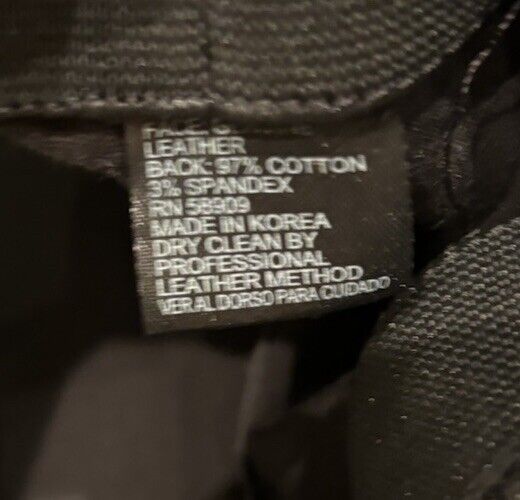 FACE:
LEATHER
BACK: 97% COTTON
3% SPANDEX
RN 58909
MADE IN KOREA
DRY CLEAN BY
PROFESSIONAL
LEATHER METHOD
VER AL DORSO PARA CUIDADO